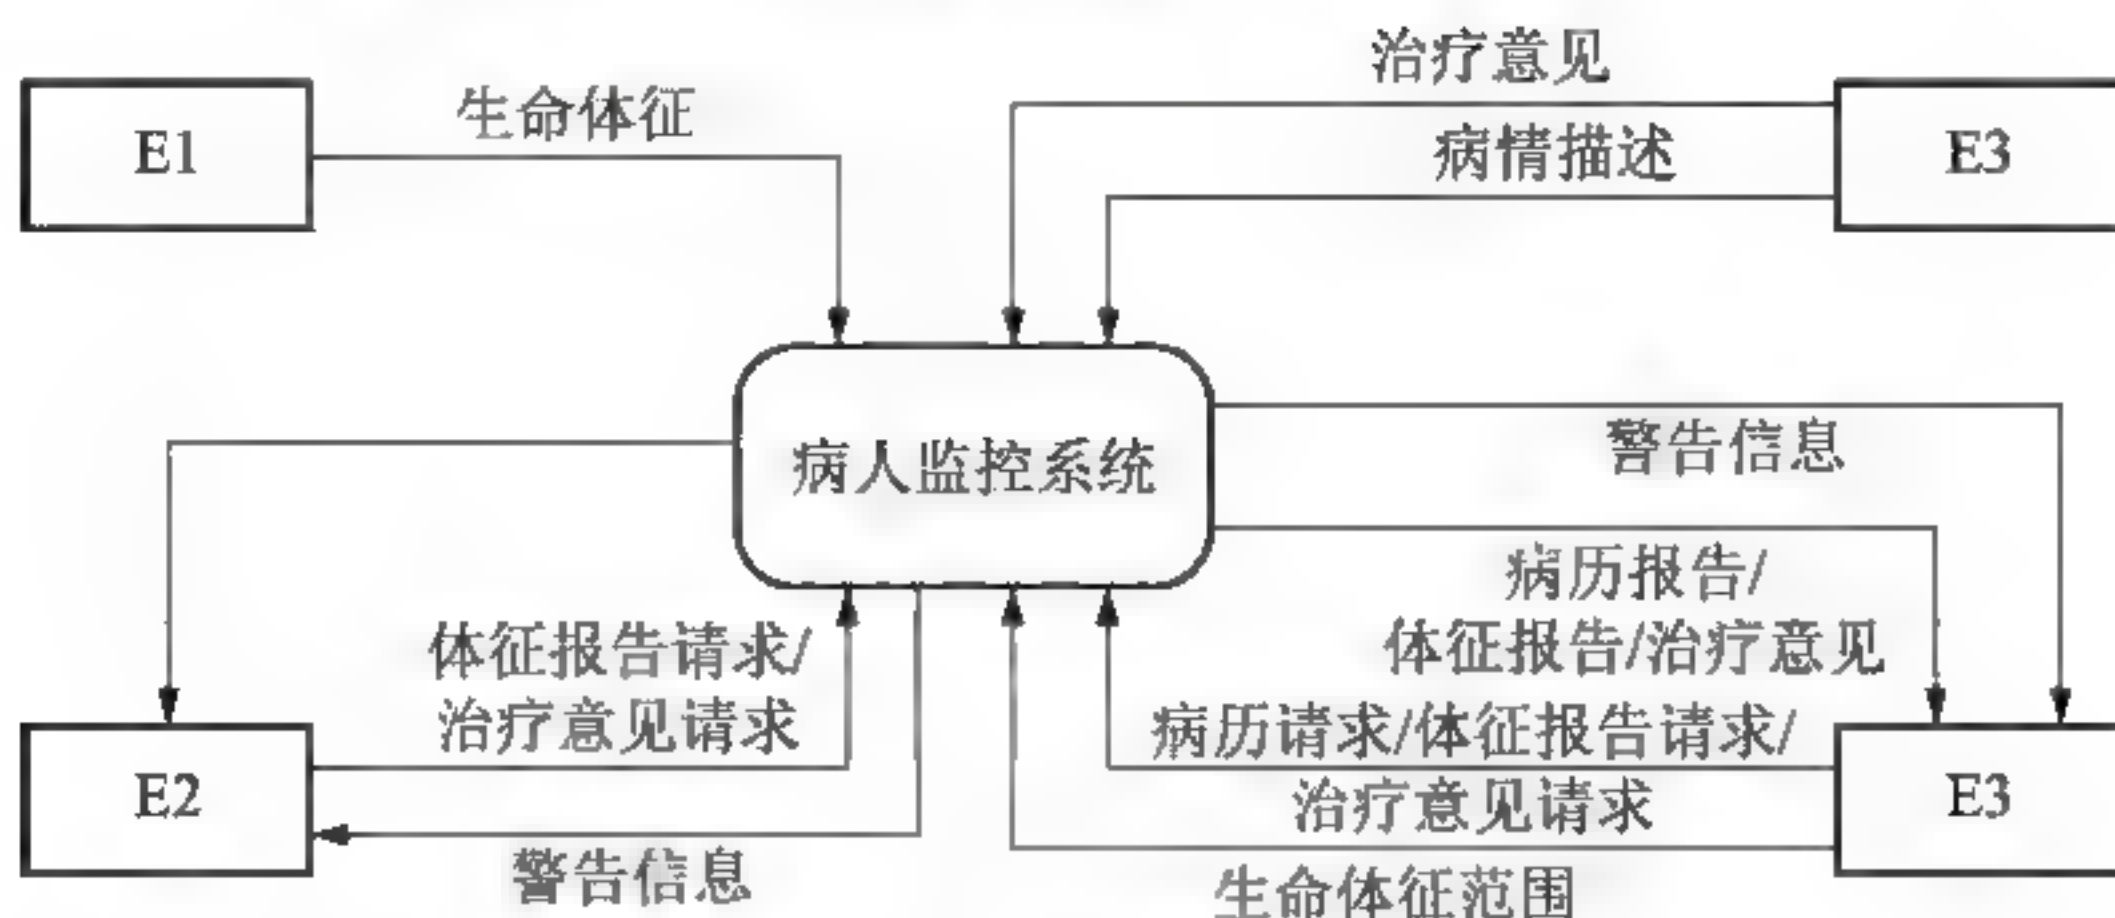 治疗意见
E1
生命体征
病情描述
E3
病人监控系统
警告信息
病历报告/
体征报告/治疗意见
体征报告请求/
治疗意见请求
病历请求/体征报告请求/
治疗意见请求
E2
E3
警告信息
生命体征范围